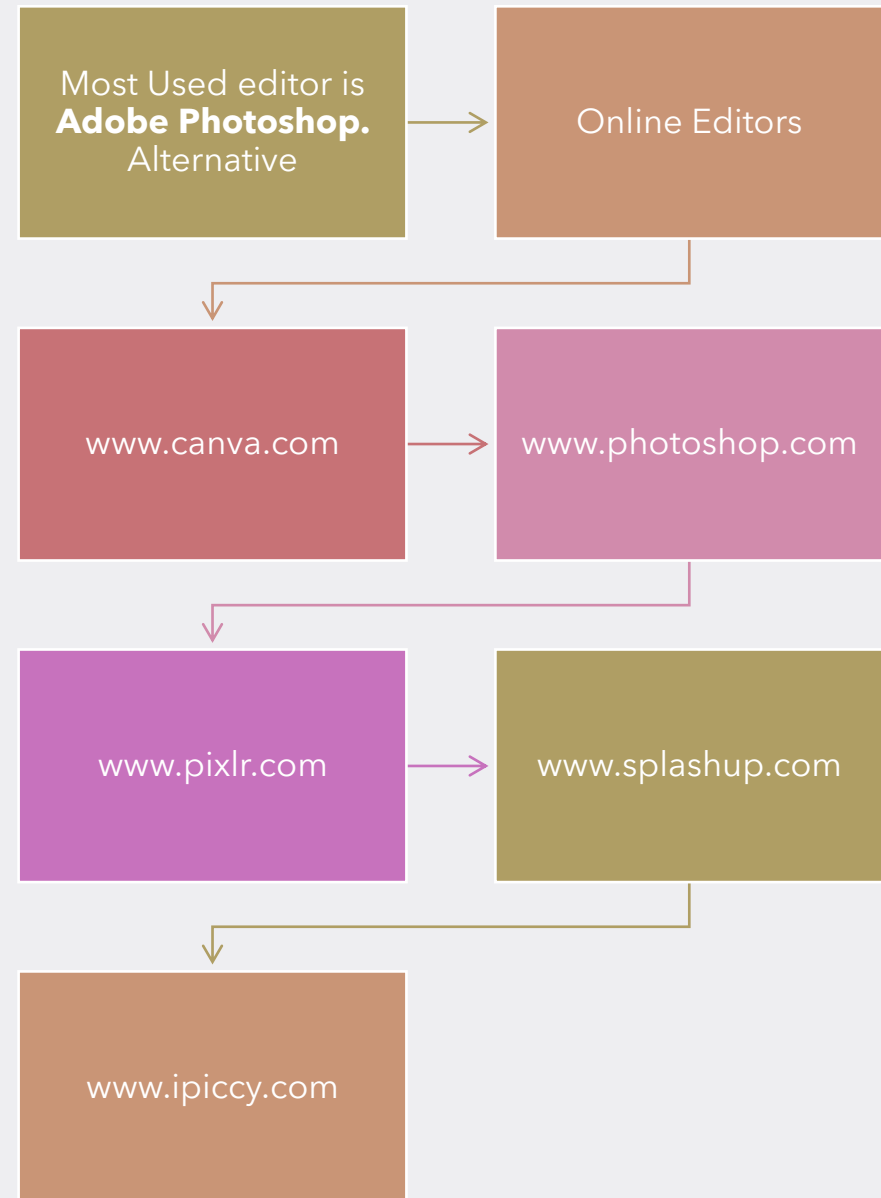 Most Used editor is
Adobe Photoshop.
Alternative
Online Editors
www.canva.com
www.photoshop.com
www.pixlr.com
www.splashup.com
www.ipiccy.com